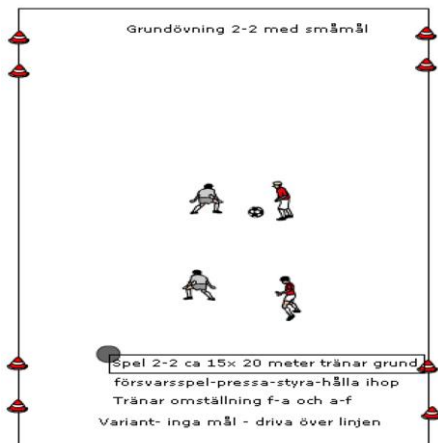 Grundövning 2-2 med småmål
Spel 2-2 ca 15x 20 meter tränar grund
försvarsspel-pressa-styra-hålla ihop
Tränar omställning f-a och a-f
Variant- inga mål - driva över linjen